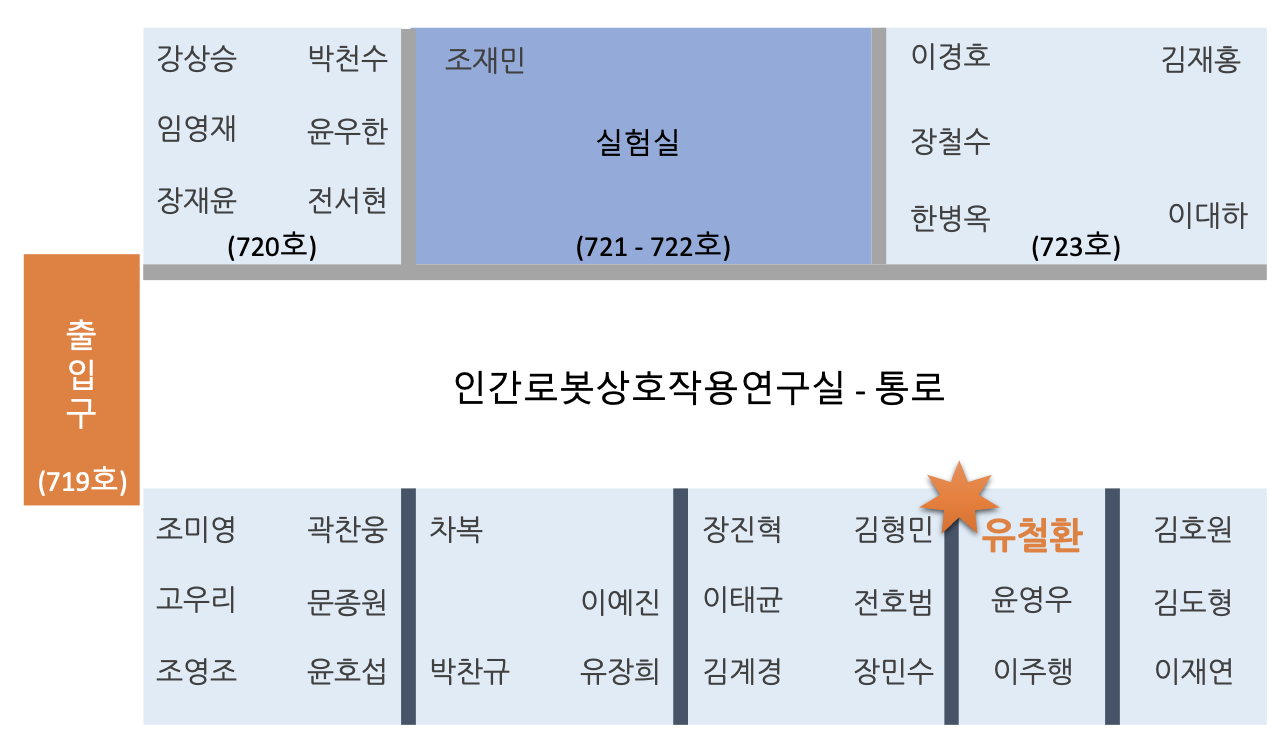 강상승 박천수
임영재 윤우한
장재윤 전서현
(720호)
조재민
실험실
(721 - 722호)
이경호 김재홍
장철수
한병옥 이대하
(723호)
출
입
구
(719호)
인간로봇상호작용연구실 - 통로
조미영 곽찬웅
고우리 문종원
조영조 윤호섭
차복
이예진
박찬규 유장희
장진혁 김형민
이태균 전호범
김계경 장민수
유철환
윤영우
이주행
김호원
김도형
이재연